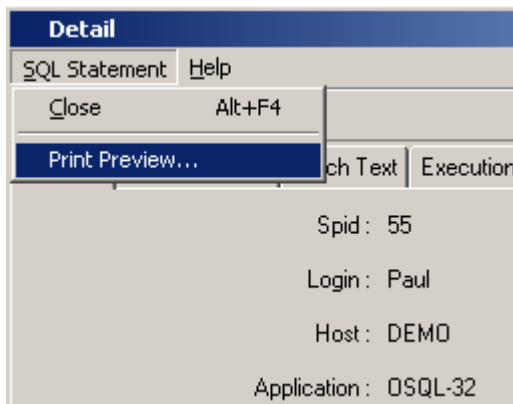 Detail
SQL Statement Help
Close Alt+F4
Print Preview...
ch Text Execution
Spid : 55
Login : Paul
Host : DEMO
Application : OSQL-32